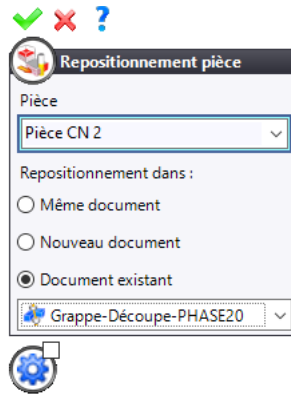 ?
Repositionnement pièce
Pièce
Pièce CN 2
Repositionnement dans :
Même document
Nouveau document
Document existant
Grappe-Découpe-PHASE20